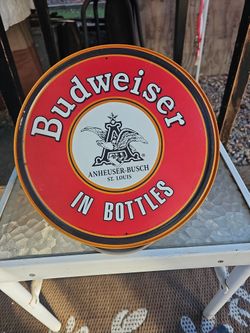 Budweiser
A
ANHEUSER-BUSCH
ST. LOUIS
IN BOTTLES